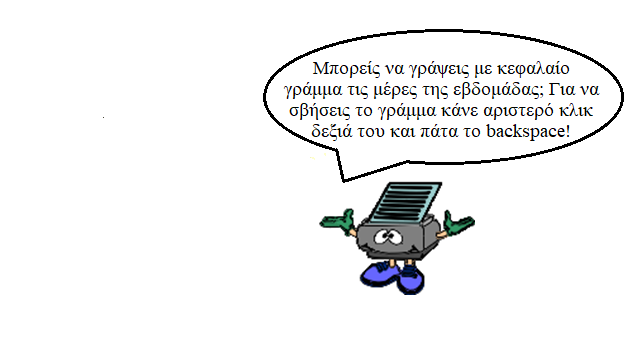 Μπορείς να γράψεις με κεφαλαίο
γράμμα τις μέρες της εβδομάδας; Για να
σβήσεις το γράμμα κάνε αριστερό κλικ
δεξιά του και πάτα το backspace!